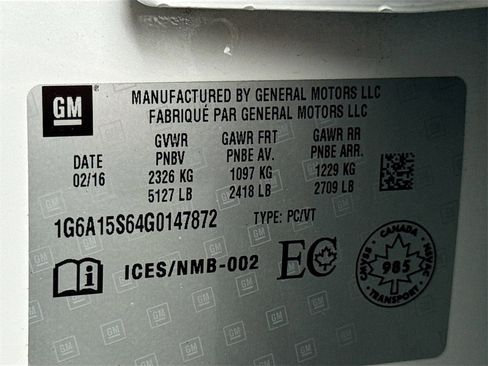 GM
MANUFACTURED BY GENERAL MOTORS LLC
FABRIQUÉ PAR GENERAL MOTORS LLC
GVWR GAWR FRT GAWR RR
DATE PNBV PNBE AV. PNBE ARR.
02/16 2326 KG 1097 KG 1229 KG
5127 LB 2418 LB 2709 LB
1G6A15S64G0147872 TYPE: PC/VT
ICES/NMB-002 EC
CANADA
985
TRANSPORT